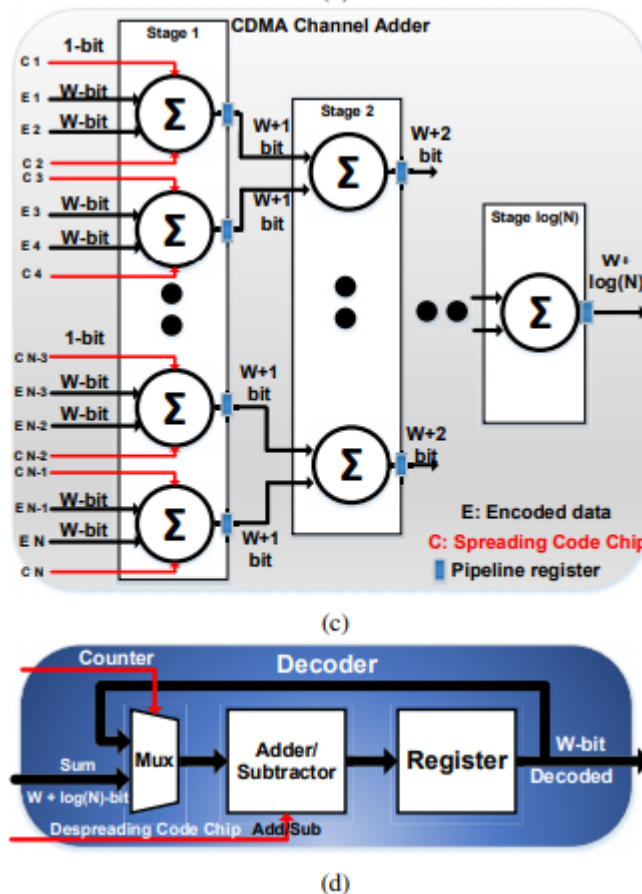 CDMA Channel Adder
Stage 1
1-bit
C 1
W-bit
E 1
W-bit
E 2
C 2
C 3
W-bit
E 3
W-bit
E 4
C 4
Σ
Σ
W+1
bit
W+1
bit
Stage 2
Σ
W+2
bit
Stage log(N)
Σ
W+
log(N)
1-bit
C N-3
W-bit
E N-3
W-bit
E N-2
C N-2
C N-1
W-bit
E N-1
W-bit
E N
C N
Σ
Σ
W+1
bit
W+1
bit
Σ
W+2
bit
E: Encoded data
C: Spreading Code Chip
Pipeline register
(c)
Counter
Decoder
Mux
Adder/
Subtractor
Register
W-bit
Decoded
Sum
W + log(N)-bit
Despreading Code Chip
Add/Sub
(d)